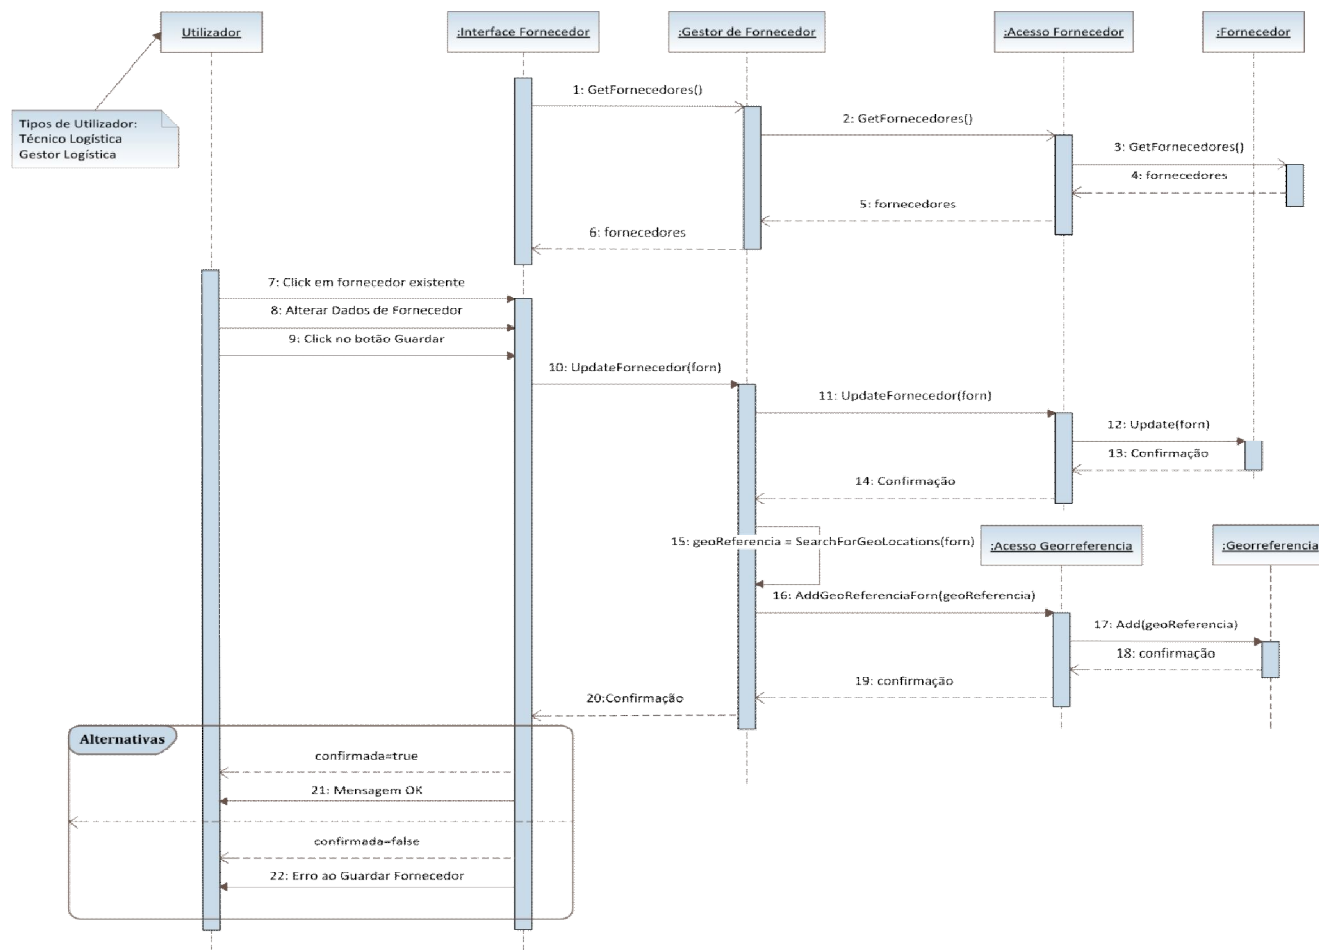 Utilizador
:Interface Fornecedor
:Gestor de Fornecedor
:Acesso Fornecedor
:Fornecedor
Tipos de Utilizador:
Técnico Logística
Gestor Logística
1: GetFornecedores()
2: GetFornecedores()
3: GetFornecedores()
4: fornecedores
5: fornecedores
6: fornecedores
7: Click em fornecedor existente
8: Alterar Dados de Fornecedor
9: Click no botão Guardar
10: UpdateFornecedor(forn)
11: UpdateFornecedor(forn)
12: Update(forn)
13: Confirmação
14: Confirmação
15: geoReferencia = SearchForGeoLocations(forn)
:Acesso Georreferencia
:Georreferencia
16: AddGeoReferenciaForn(geoReferencia)
17: Add(geoReferencia)
18: confirmação
19: confirmação
20:Confirmação
Alternativas
confirmada=true
21: Mensagem OK
confirmada=false
22: Erro ao Guardar Fornecedor